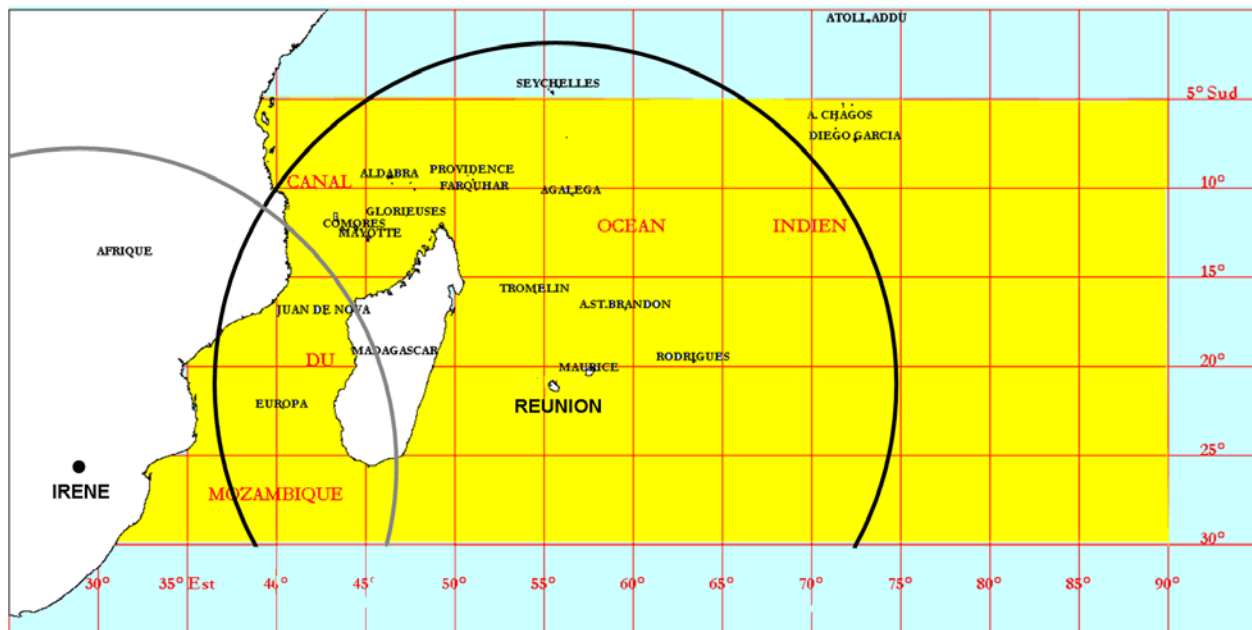 ATOLL ADDU
SEYCHELLES
5° Sud
A. CHAGOS
DIEGO GARCIA
ALDABRA
PROVIDENCE
CANAL
FARQUHAR
AGALEGA
10°
GLORIEUSES
COMORES
MAYOTTE
OCEAN
INDIEN
AFRIQUE
15°
TROMELIN
JUAN DE NOVA
A.ST.BRANDON
MADAGASCAR
DU
RODRIGUES
MAURICE
20°
EUROPA
REUNION
25°
IRENE
MOZAMBIQUE
30°
30° 35° Est 40° 45° 50° 55° 60° 65° 70° 75° 80° 85° 90°